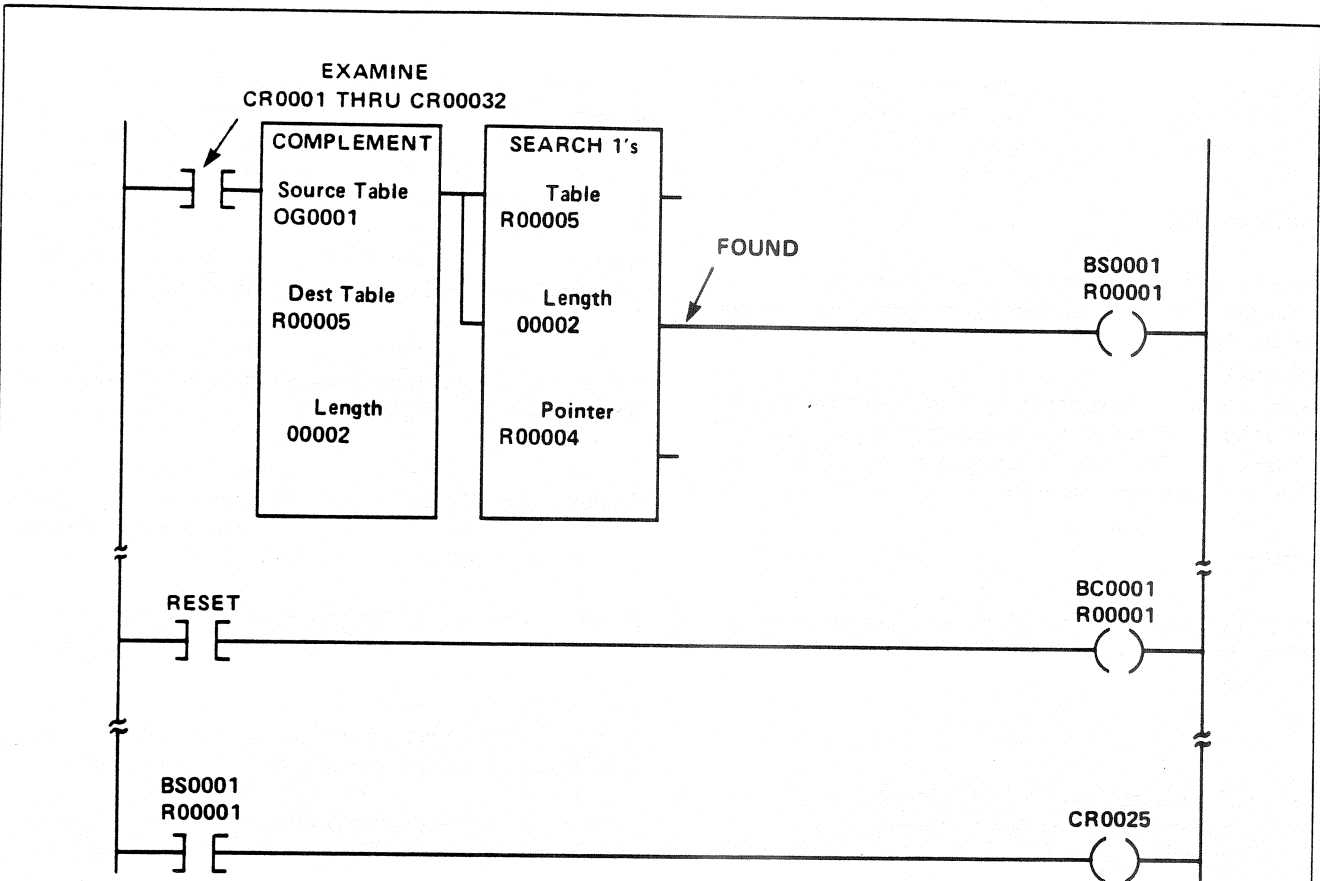 EXAMINE
CR0001 THRU CR00032
COMPLEMENT
Source Table
OG0001
Dest Table
R00005
Length
00002
SEARCH 1's
Table
R00005
Length
00002
Pointer
R00004
FOUND
BS0001
R00001
RESET
BC0001
R00001
BS0001
R00001
CR0025